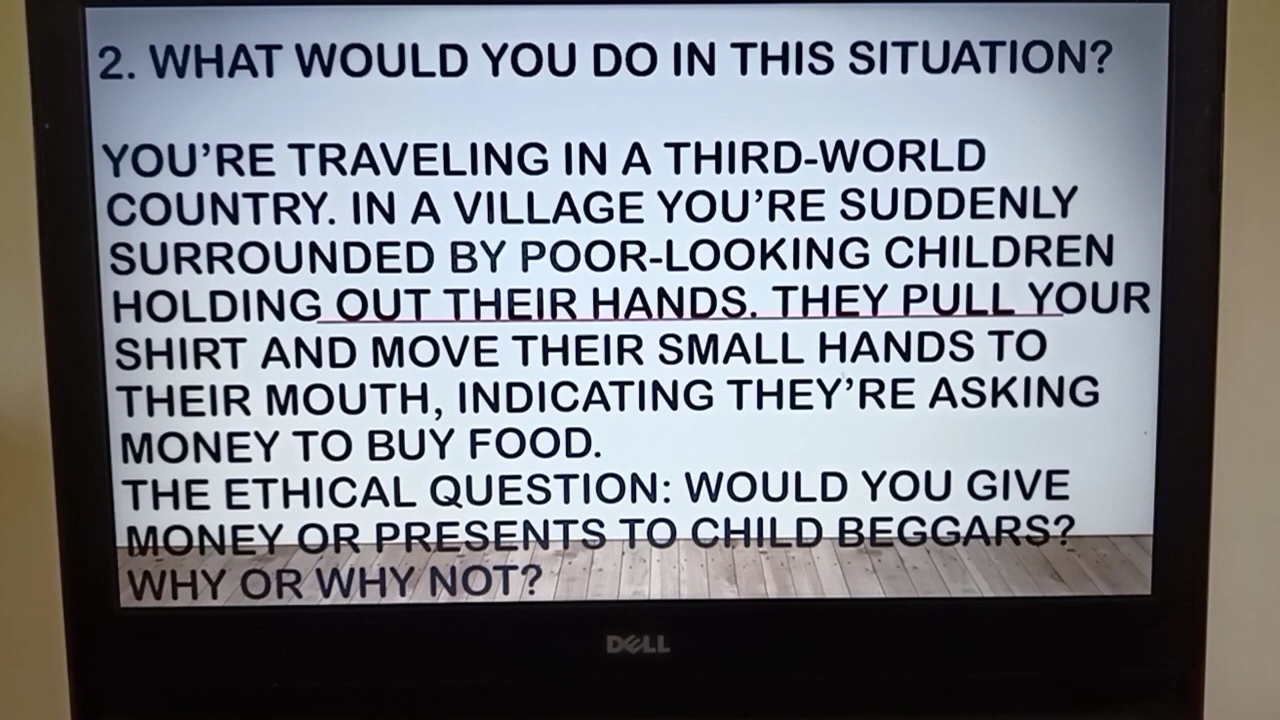 2. WHAT WOULD YOU DO IN THIS SITUATION?
YOU'RE TRAVELING IN A THIRD-WORLD
COUNTRY. IN A VILLAGE YOU'RE SUDDENLY
SURROUNDED BY POOR-LOOKING CHILDREN
HOLDING OUT THEIR HANDS. THEY PULL YOUR
SHIRT AND MOVE THEIR SMALL HANDS TO
THEIR MOUTH, INDICATING THEY'RE ASKING
MONEY TO BUY FOOD.
THE ETHICAL QUESTION: WOULD YOU GIVE
MONEY OR PRESENTS TO CHILD BEGGARS?
WHY OR WHY NOT?
DELL